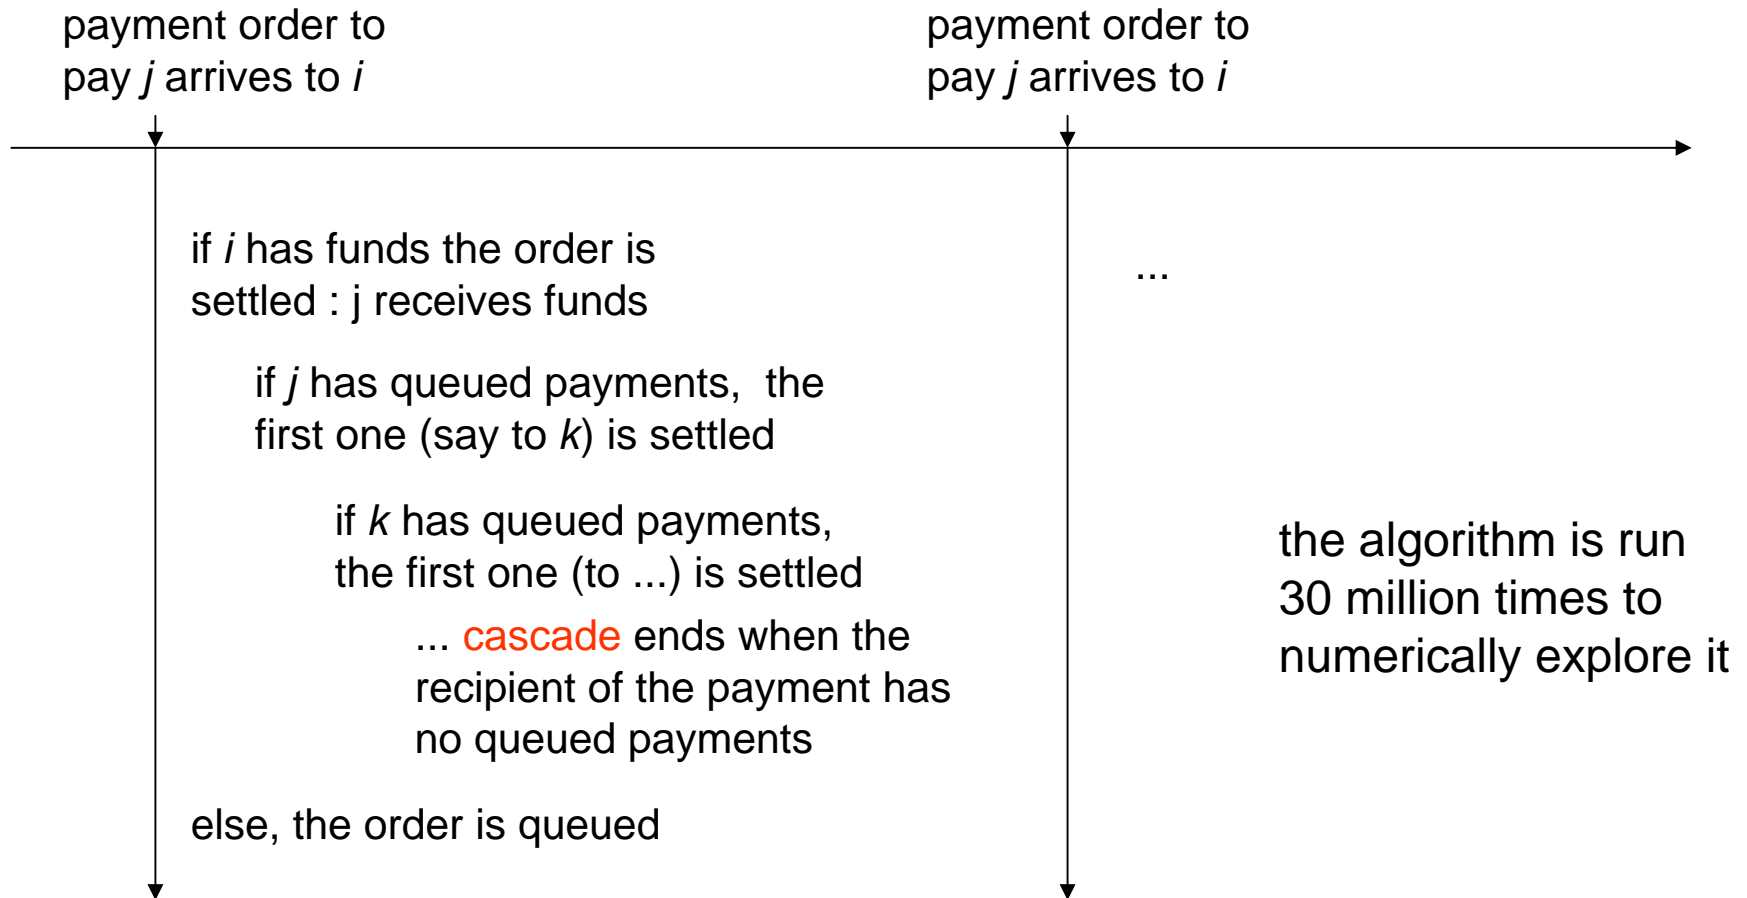 payment order to
pay j arrives to i
payment order to
pay j arrives to i
if i has funds the order is
settled : j receives funds
...
if j has queued payments,  the
first one (say to k) is settled
if k has queued payments,
the first one (to ...) is settled
... cascade ends when the
recipient of the payment has
no queued payments
the algorithm is run
30 million times to
numerically explore it
else, the order is queued